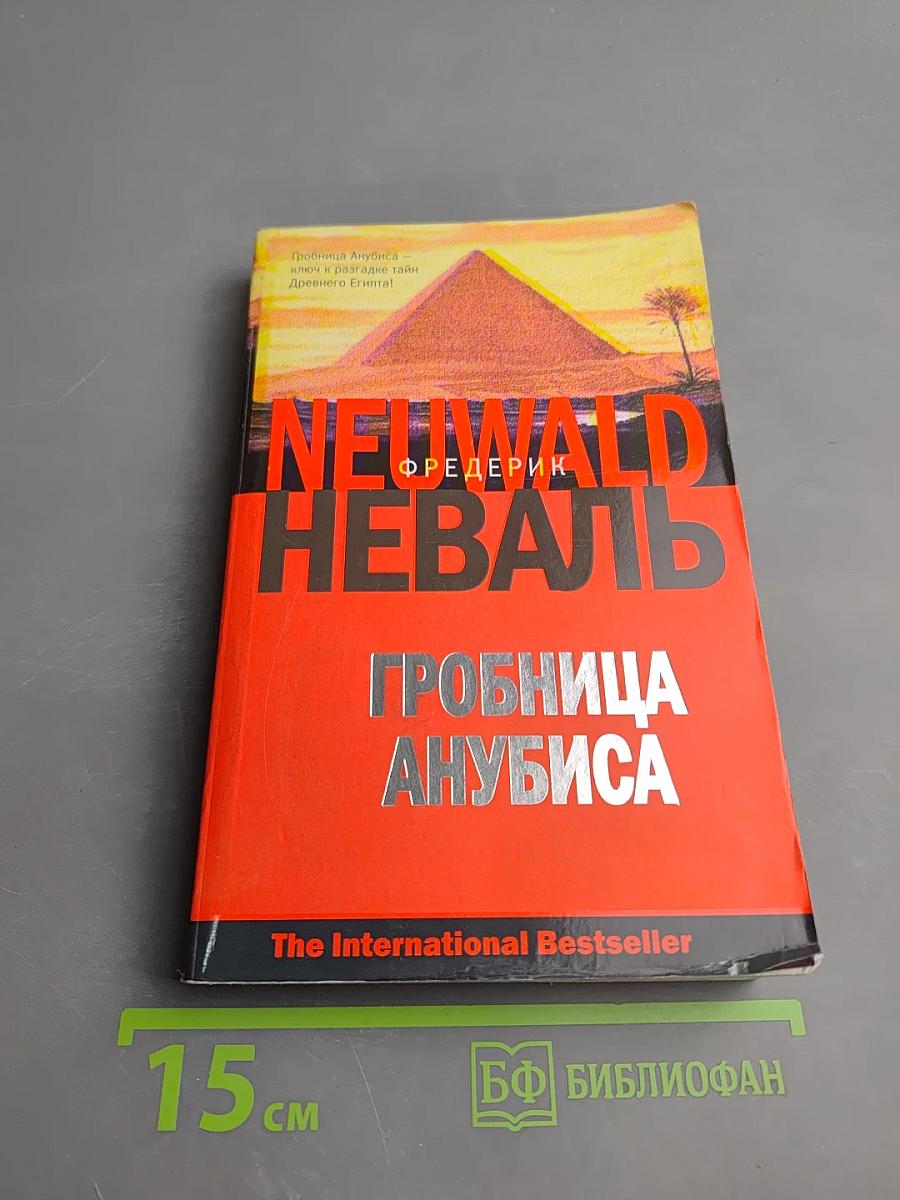 Гробница Анубиса –
ключ к разгадке тайн
Древнего Египта!
NEUWALD
ФРЕДЕРИК
НЕВАЛЬ
ГРОБНИЦА
АНУБИСА
The International Bestseller
15 см
БФ БИБЛИОФАН